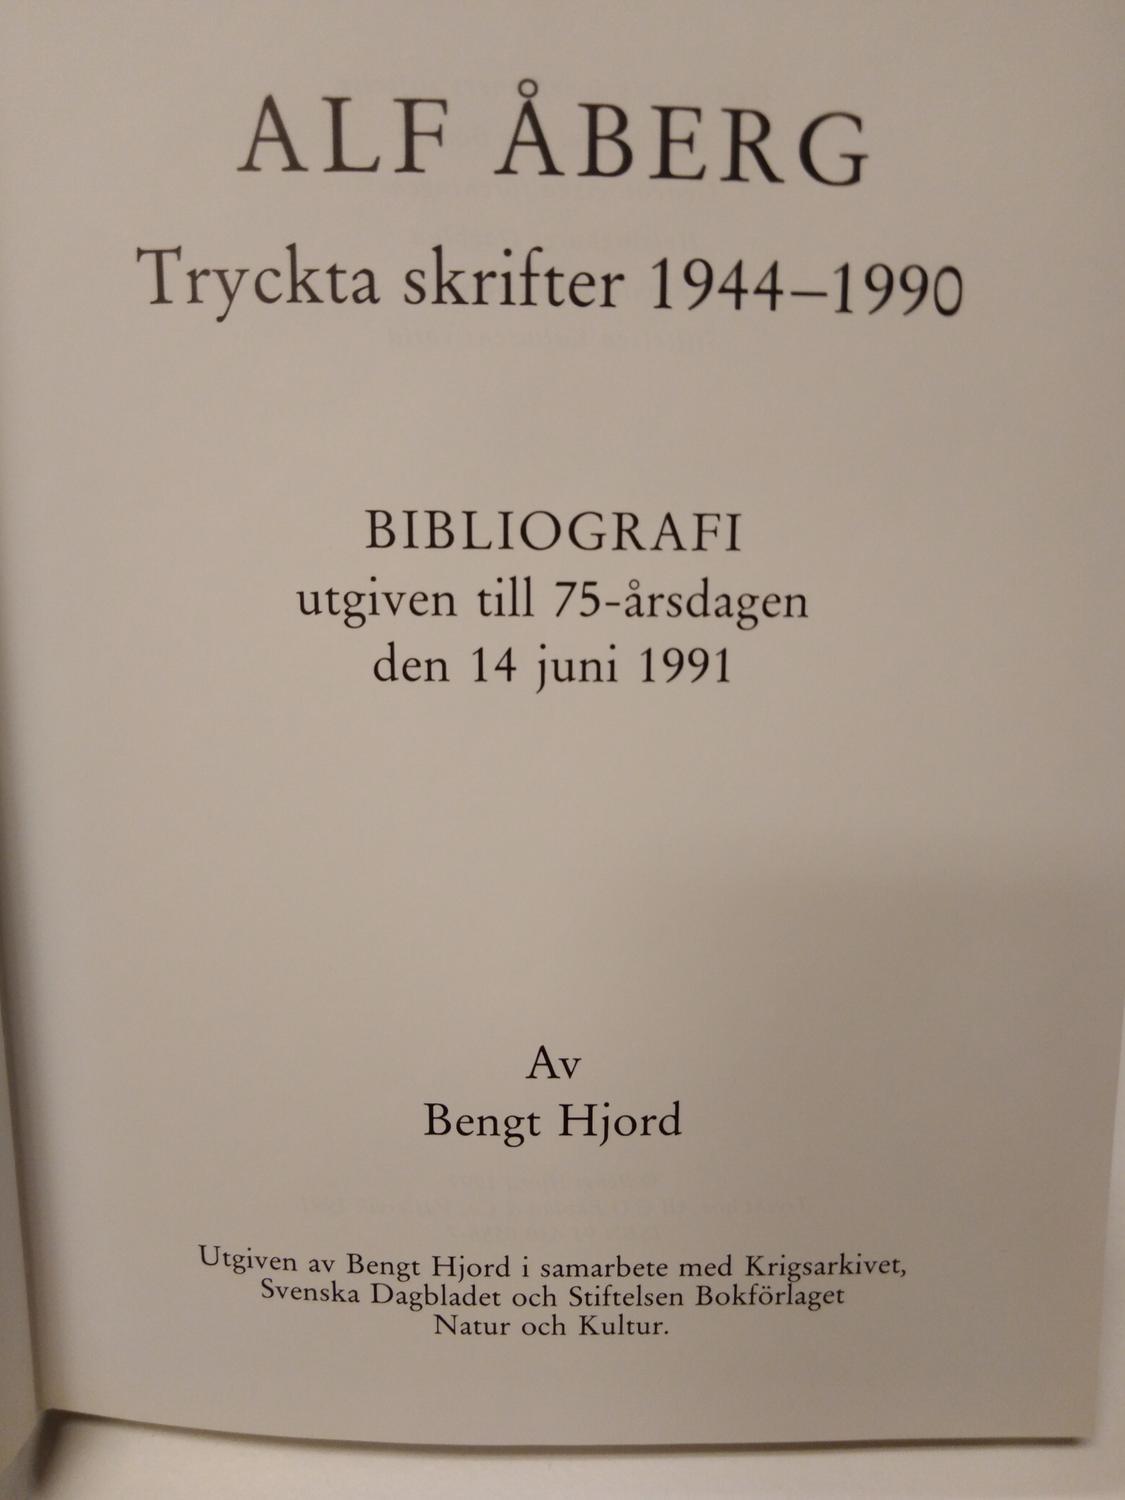 ALF ÅBERG
Tryckta skrifter 1944–1990
BIBLIOGRAFI
utgiven till 75-årsdagen
den 14 juni 1991
Av
Bengt Hjord
Utgiven av Bengt Hjord i samarbete med Krigsarkivet,
Svenska Dagbladet och Stiftelsen Bokförlaget
Natur och Kultur.